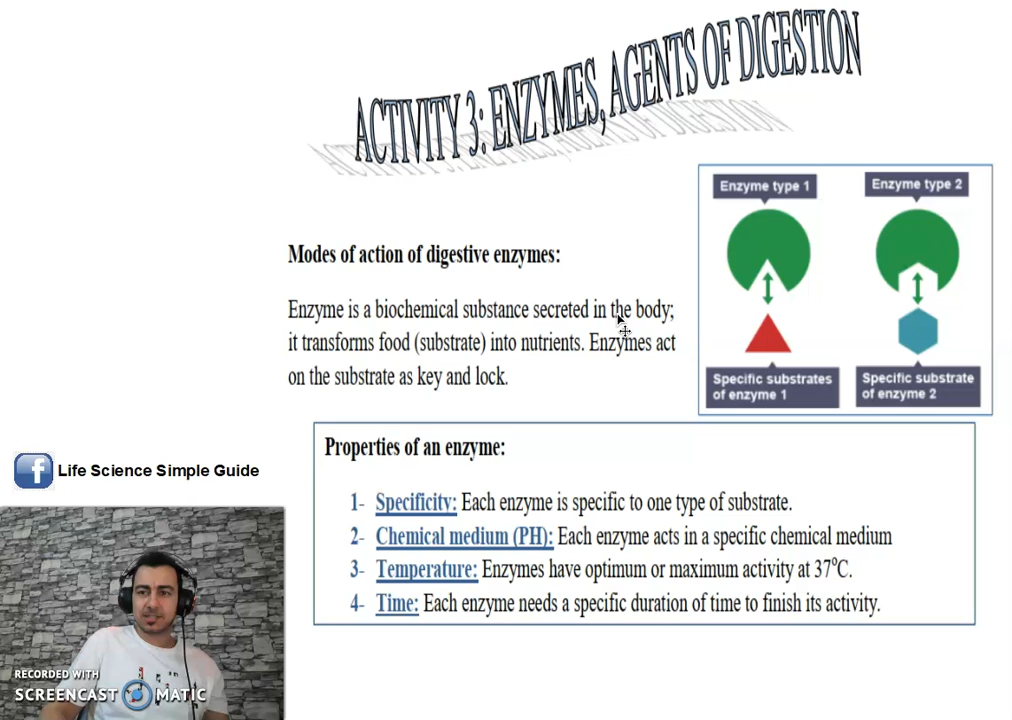 ACTIVITY 3: ENZYMES, AGENTS OF DIGESTION
Enzyme type 1
Enzyme type 2
Modes of action of digestive enzymes:
Enzyme is a biochemical substance secreted in the body;
it transforms food (substrate) into nutrients. Enzymes act
on the substrate as key and lock.
Specific substrates
of enzyme 1
Specific substrate
of enzyme 2
Properties of an enzyme:
1- Specificity: Each enzyme is specific to one type of substrate.
2- Chemical medium (PH): Each enzyme acts in a specific chemical medium
3- Temperature: Enzymes have optimum or maximum activity at 37°C.
4- Time: Each enzyme needs a specific duration of time to finish its activity.
f Life Science Simple Guide
RECORDED WITH
SCREENCAST MATIC